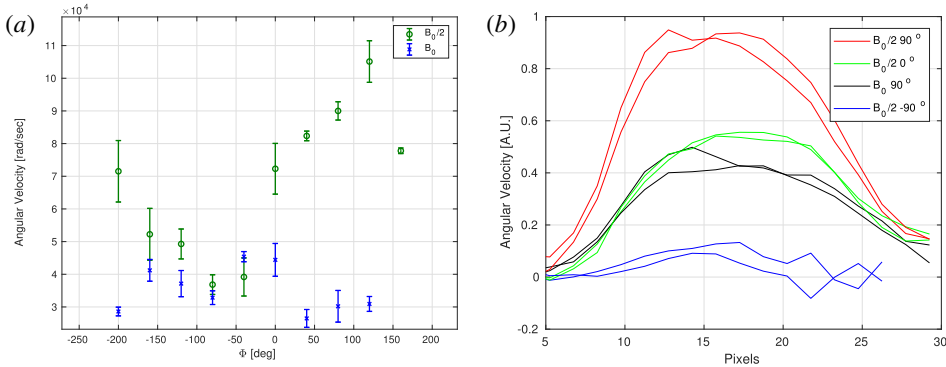 (a)
×10⁴
11
10
9
8
7
6
5
4
3
Angular Velocity [rad/sec]
-250 -200 -150 -100 -50 0 50 100 150 200
Φ [deg]
B₀/2
B₀
(b)
1
0.8
0.6
0.4
0.2
0
-0.2
Angular Velocity [A.U.]
5 10 15 20 25 30
Pixels
B₀/2 90 °
B₀/2 0 °
B₀ 90 °
B₀/2 -90 °